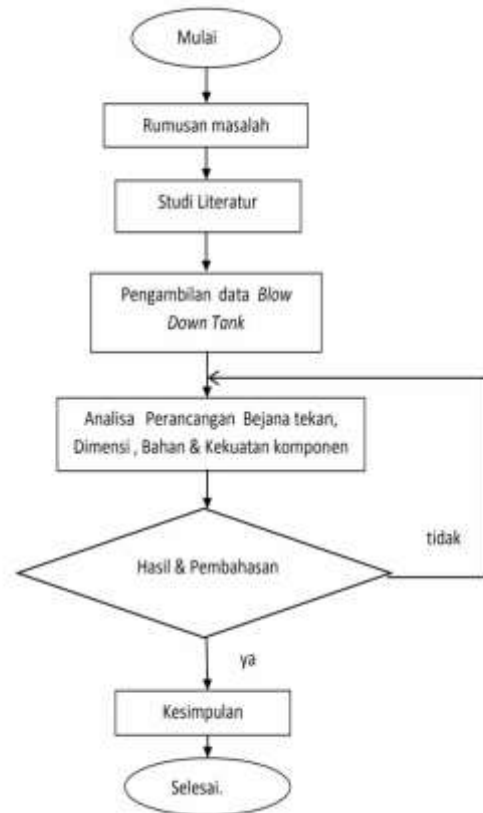 Mulai
Rumusan masalah
Studi Literatur
Pengambilan data Blow
Down Tank
Analisa Perancangan Bejana tekan,
Dimensi , Bahan & Kekuatan komponen
Hasil & Pembahasan
tidak
ya
Kesimpulan
Selesai.